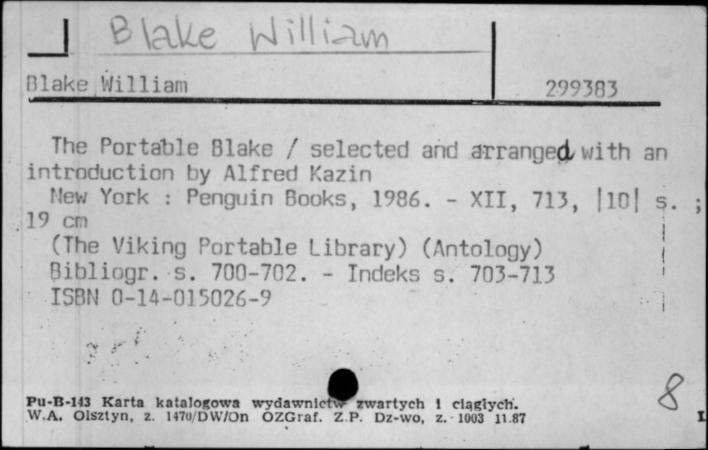 Blake William
Blake William 299383
The Portable Blake / selected and arranged with an
introduction by Alfred Kazin
New York : Penguin Books, 1986. - XII, 713, |10| s. ;
19 cm
(The Viking Portable Library) (Antology)
Bibliogr. s. 700-702. - Indeks s. 703-713
ISBN 0-14-015026-9
8
Pu-B-143 Karta katalogowa wydawnictw zwartych i ciągłych.
W.A. Olsztyn, z. 1470/DW/On OZGraf. Z.P. Dz-wo, z. 1003 11.87